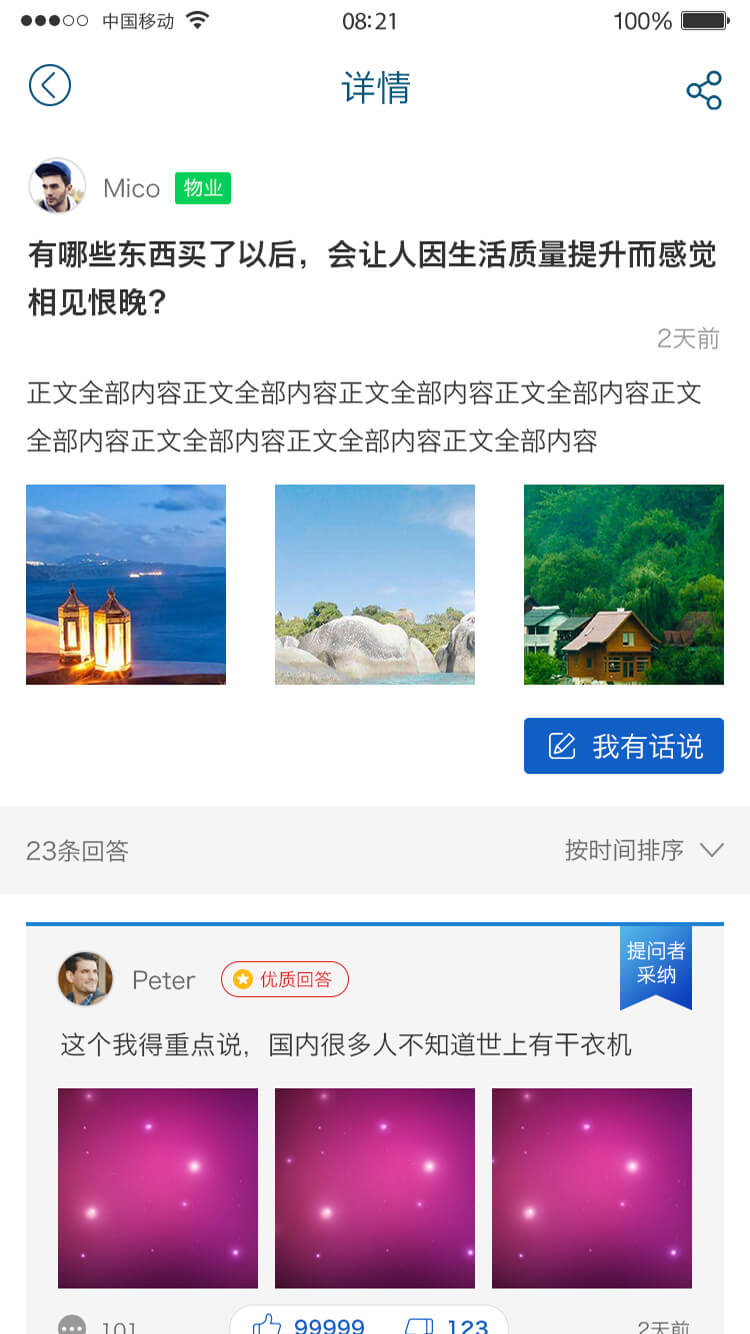 中国移动 08:21 100%
详情
Mico 物业
有哪些东西买了以后，会让人因生活质量提升而感觉
相见恨晚？
2天前
正文全部内容正文全部内容正文全部内容正文全部内容正文
全部内容正文全部内容正文全部内容正文全部内容
我有话说
23条回答 按时间排序
提问者
采纳
Peter 优质回答
这个我得重点说，国内很多人不知道世上有干衣机
101 99999 123 2天前